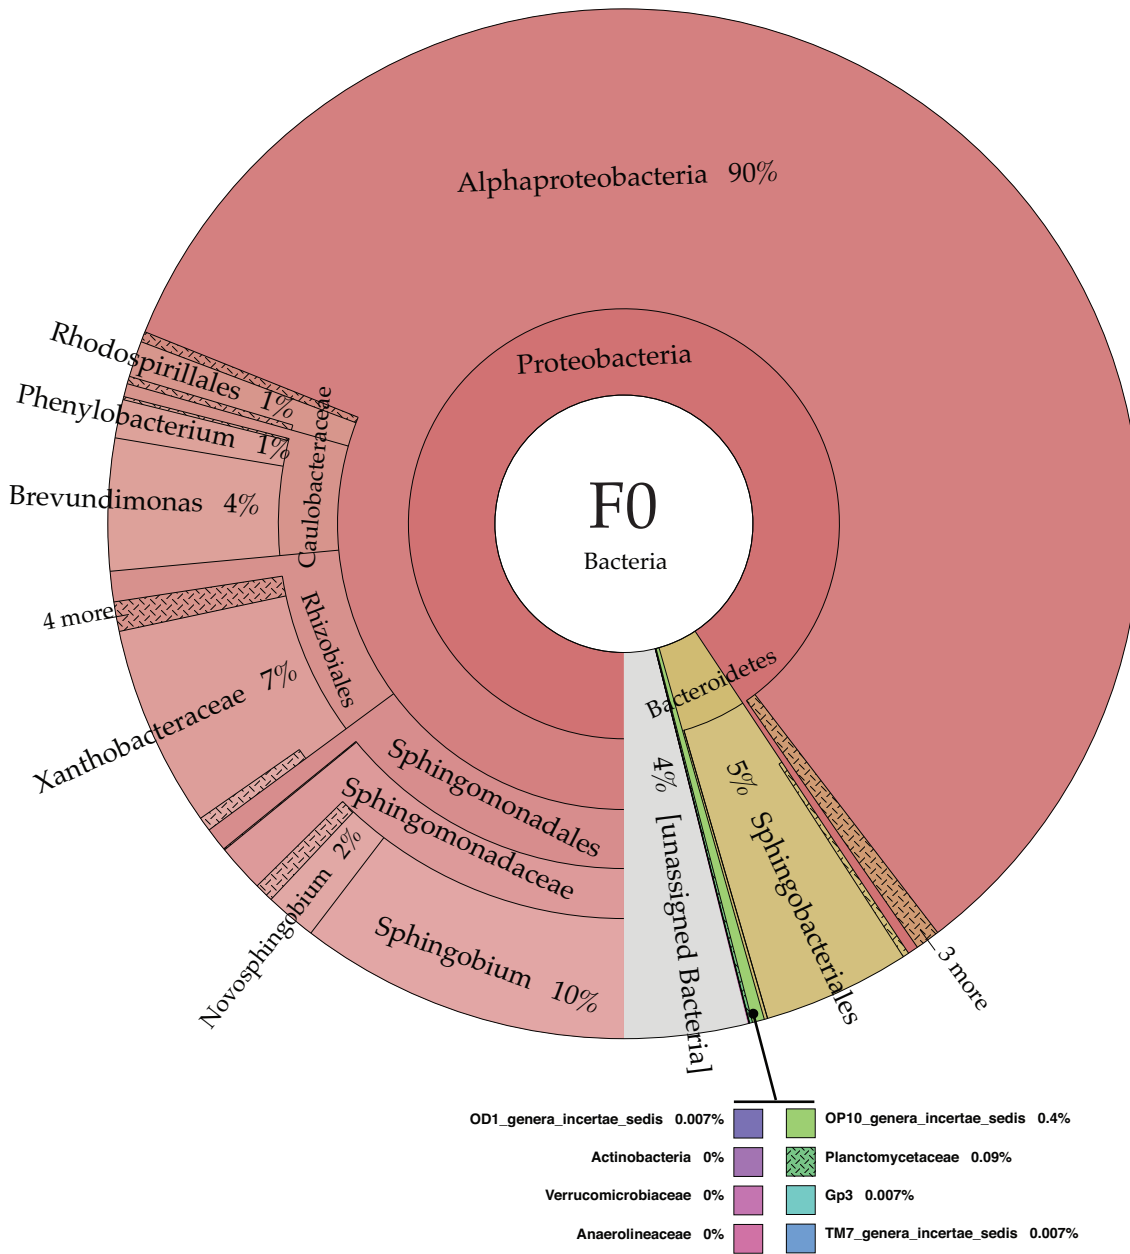 Alphaproteobacteria 90%
Proteobacteria
Rhodospirillales 1%
Phenylobacterium 1%
Caulobacteraceae
Brevundimonas 4%
F0
Bacteria
4 more
Rhizobiales
Xanthobacteraceae 7%
Bacteroidetes
Sphingomonadales
Sphingomonadaceae
Novosphingobium 2%
Sphingobium 10%
4% [unassigned Bacteria]
5% Sphingobacteriales
3 more
OD1_genera_incertae_sedis 0.007%
OP10_genera_incertae_sedis 0.4%
Actinobacteria 0%
Planctomycetaceae 0.09%
Verrucomicrobiaceae 0%
Gp3 0.007%
Anaerolineaceae 0%
TM7_genera_incertae_sedis 0.007%